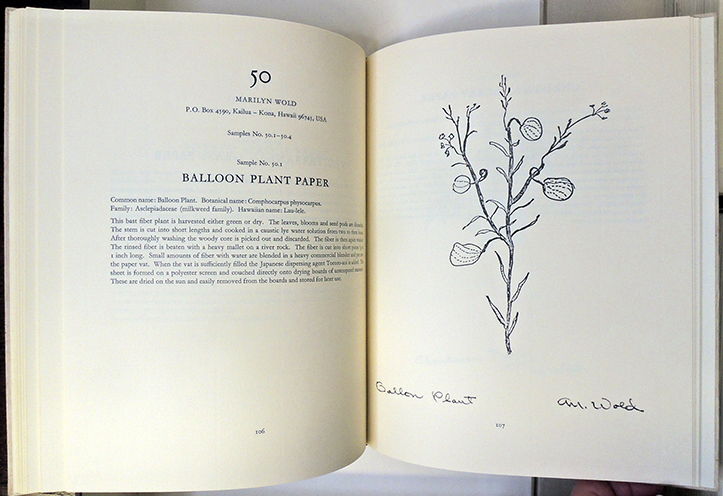 50
MARILYN WOLD
P.O. Box 4590, Kailua – Kona, Hawaii 96745, USA
Samples No. 50.1–50.4
Sample No. 50.1
BALLOON PLANT PAPER
Common name: Balloon Plant. Botanical name: Comphocarpus physocarpus.
Family: Asclepiadaceae (milkweed family). Hawaiian name: Lau-lele.
This bast fiber plant is harvested either green or dry. The leaves, blooms and seed pods are
The stem is cut into short lengths and cooked in a caustic lye water solution from two to three
After thoroughly washing the woody core is picked out and discarded. The fiber is then again
The rinsed fiber is beaten with a heavy mallet on a river rock. The fiber is cut into short
1 inch long. Small amounts of fiber with water are blended in a heavy commercial blender and
the paper vat. When the vat is sufficiently filled the Japanese dispersing agent Tororo-aoi is added. The
sheet is formed on a polyester screen and couched directly onto drying boards of
These are dried on the sun and easily removed from the boards and stored for later use.
106
Ballon Plant
M. Wold
107